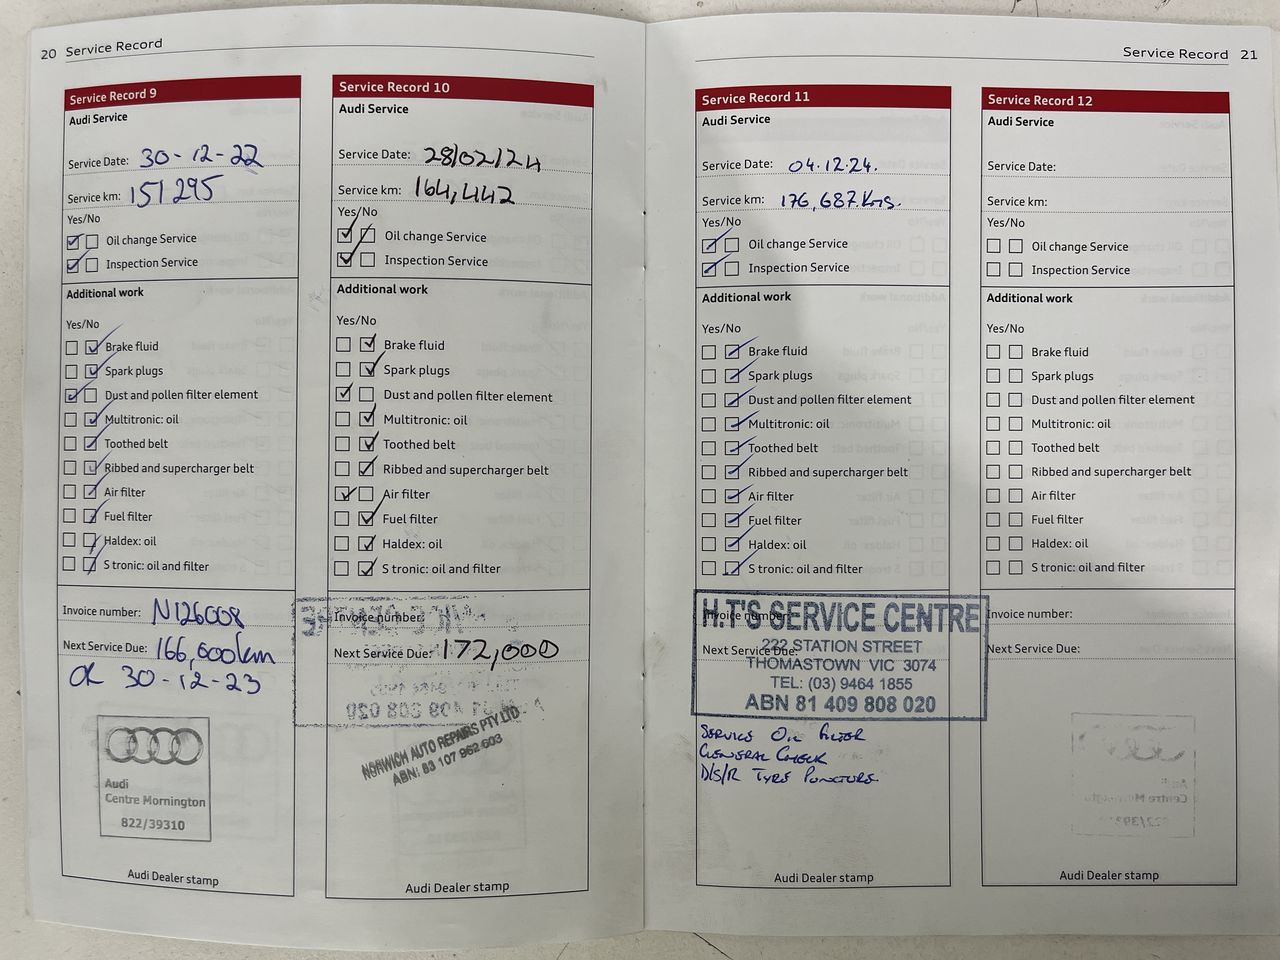 20 Service Record
Service Record 9
Audi Service
Service Date: 30-12-22
Service km: 151295
Yes/No
Oil change Service
Inspection Service
Additional work
Yes/No
Brake fluid
Spark plugs
Dust and pollen filter element
Multitronic: oil
Toothed belt
Ribbed and supercharger belt
Air filter
Fuel filter
Haldex: oil
S tronic: oil and filter
Invoice number: N126008
Next Service Due: 166,000km
OR 30-12-23
Audi
Centre Mornington
822/39310
Audi Dealer stamp
Service Record 10
Audi Service
Service Date: 28/02/24
Service km: 164,442
Yes/No
Oil change Service
Inspection Service
Additional work
Yes/No
Brake fluid
Spark plugs
Dust and pollen filter element
Multitronic: oil
Toothed belt
Ribbed and supercharger belt
Air filter
Fuel filter
Haldex: oil
S tronic: oil and filter
Invoice number:
Next Service Due: 172,000
NORWICH AUTO REPAIRS PTY LTD
ABN: 83 107 962 603
Audi Dealer stamp
Service Record 21
Service Record 11
Audi Service
Service Date: 04.12.24.
Service km: 176,687.Kms.
Yes/No
Oil change Service
Inspection Service
Additional work
Yes/No
Brake fluid
Spark plugs
Dust and pollen filter element
Multitronic: oil
Toothed belt
Ribbed and supercharger belt
Air filter
Fuel filter
Haldex: oil
S tronic: oil and filter
Invoice number:
H.T'S SERVICE CENTRE
222 STATION STREET
Next Service Due:
THOMASTOWN VIC 3074
TEL: (03) 9464 1855
ABN 81 409 808 020
SERVICE OIL FILTER
GENERAL CHECK
D/S/R TYRE PUNCTURE
Audi Dealer stamp
Service Record 12
Audi Service
Service Date:
Service km:
Yes/No
Oil change Service
Inspection Service
Additional work
Yes/No
Brake fluid
Spark plugs
Dust and pollen filter element
Multitronic: oil
Toothed belt
Ribbed and supercharger belt
Air filter
Fuel filter
Haldex: oil
S tronic: oil and filter
Invoice number:
Next Service Due:
Audi Dealer stamp